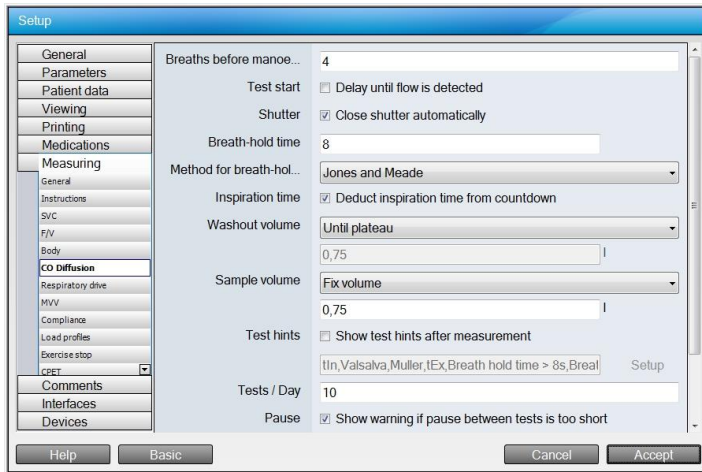 Setup
General
Parameters
Patient data
Viewing
Printing
Medications
Measuring
General
Instructions
SVC
F/V
Body
CO Diffusion
Respiratory drive
MVV
Compliance
Load profiles
Exercise stop
CPET
Comments
Interfaces
Devices
Breaths before manoe... 4
Test start Delay until flow is detected
Shutter Close shutter automatically
Breath-hold time 8
Method for breath-hol... Jones and Meade
Inspiration time Deduct inspiration time from countdown
Washout volume Until plateau
0,75 l
Sample volume Fix volume
0,75 l
Test hints Show test hints after measurement
tIn,Valsalva,Muller,tEx,Breath hold time > 8s,Breat Setup
Tests / Day 10
Pause Show warning if pause between tests is too short
Help Basic Cancel Accept